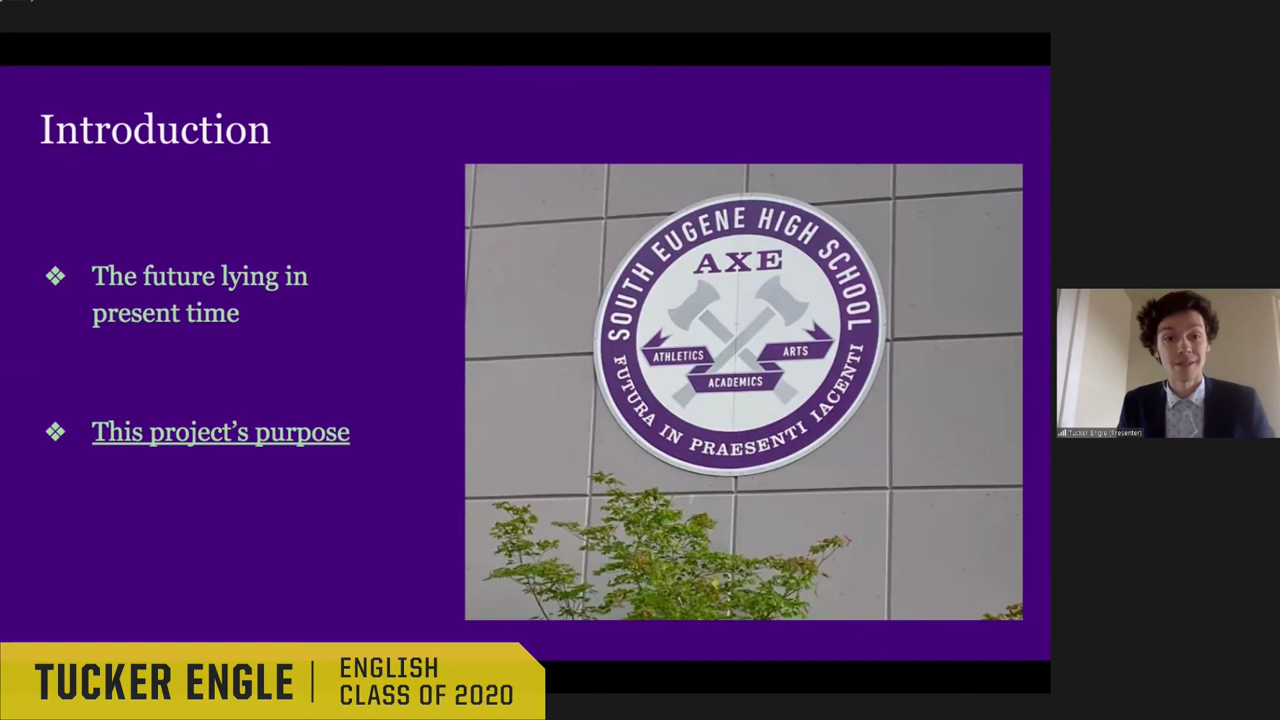 Introduction
❖ The future lying in
present time
❖ This project's purpose
SOUTH EUGENE HIGH SCHOOL
AXE
ATHLETICS
ARTS
ACADEMICS
FUTURA IN PRAESENTI IACENTI
Tucker Engle (Presenter)
TUCKER ENGLE
ENGLISH
CLASS OF 2020